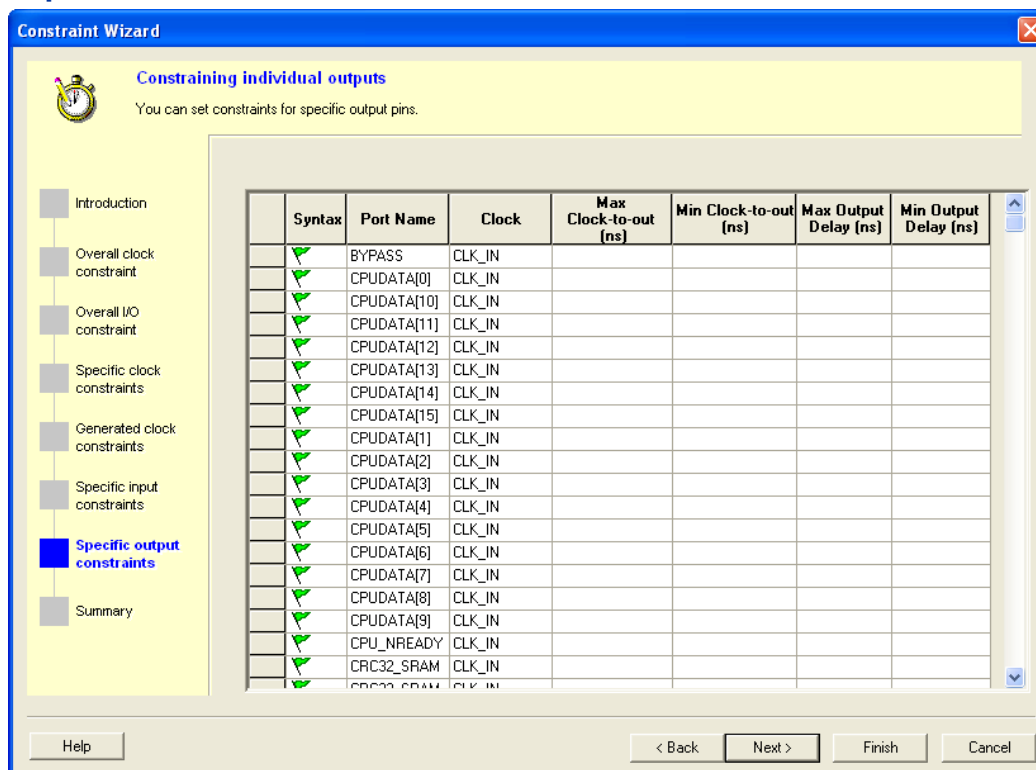 Constraint Wizard
Constraining individual outputs
You can set constraints for specific output pins.
Introduction
Overall clock
constraint
Overall I/O
constraint
Specific clock
constraints
Generated clock
constraints
Specific input
constraints
Specific output
constraints
Summary
Syntax Port Name Clock Max Clock-to-out (ns) Min Clock-to-out (ns) Max Output Delay (ns) Min Output Delay (ns)
BYPASS CLK_IN
CPUDATA[0] CLK_IN
CPUDATA[10] CLK_IN
CPUDATA[11] CLK_IN
CPUDATA[12] CLK_IN
CPUDATA[13] CLK_IN
CPUDATA[14] CLK_IN
CPUDATA[15] CLK_IN
CPUDATA[1] CLK_IN
CPUDATA[2] CLK_IN
CPUDATA[3] CLK_IN
CPUDATA[4] CLK_IN
CPUDATA[5] CLK_IN
CPUDATA[6] CLK_IN
CPUDATA[7] CLK_IN
CPUDATA[8] CLK_IN
CPUDATA[9] CLK_IN
CPU_NREADY CLK_IN
CRC32_SRAM CLK_IN
CRC32_SRAM CLK_IN
Help < Back Next > Finish Cancel